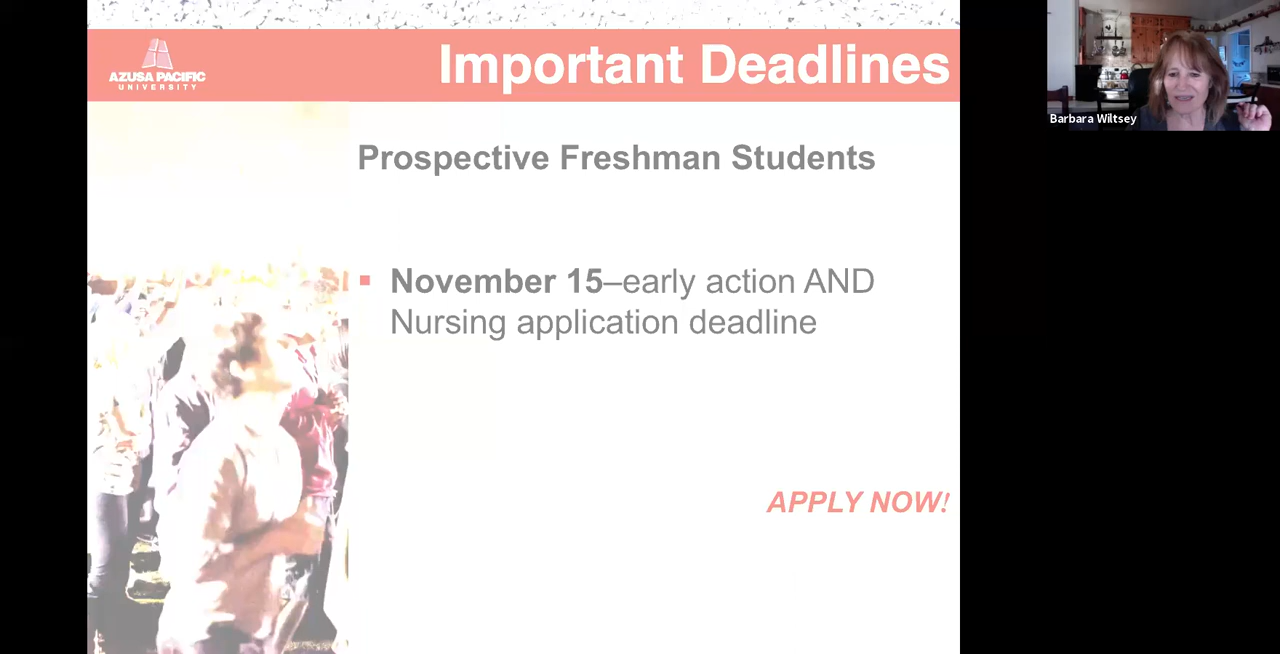 AZUSA PACIFIC
UNIVERSITY
Important Deadlines
Barbara Wiltsey
Prospective Freshman Students
▪ November 15–early action AND
Nursing application deadline
APPLY NOW!